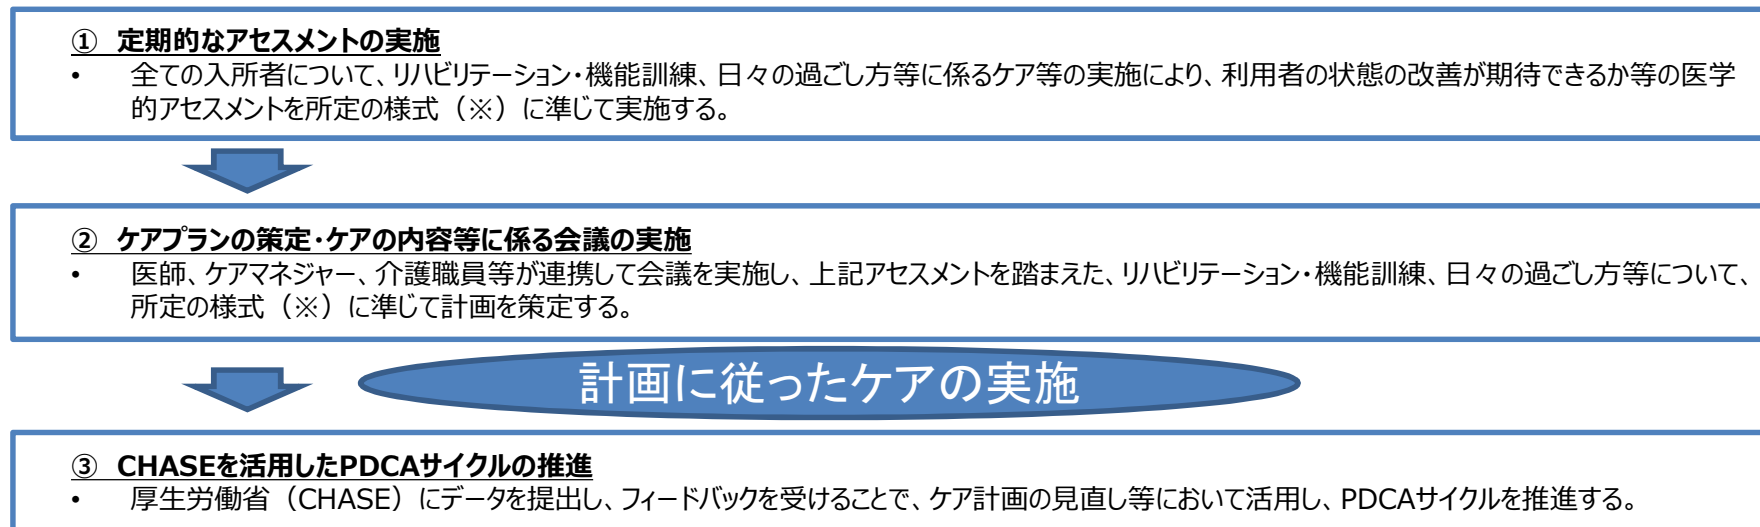 ① 定期的なアセスメントの実施
• 全ての入所者について、リハビリテーション・機能訓練、日々の過ごし方等に係るケア等の実施により、利用者の状態の改善が期待できるか等の医学
的アセスメントを所定の様式（※）に準じて実施する。
② ケアプランの策定・ケアの内容等に係る会議の実施
• 医師、ケアマネジャー、介護職員等が連携して会議を実施し、上記アセスメントを踏まえた、リハビリテーション・機能訓練、日々の過ごし方等について、
所定の様式（※）に準じて計画を策定する。
計画に従ったケアの実施
③ CHASEを活用したPDCAサイクルの推進
• 厚生労働省（CHASE）にデータを提出し、フィードバックを受けることで、ケア計画の見直し等において活用し、PDCAサイクルを推進する。